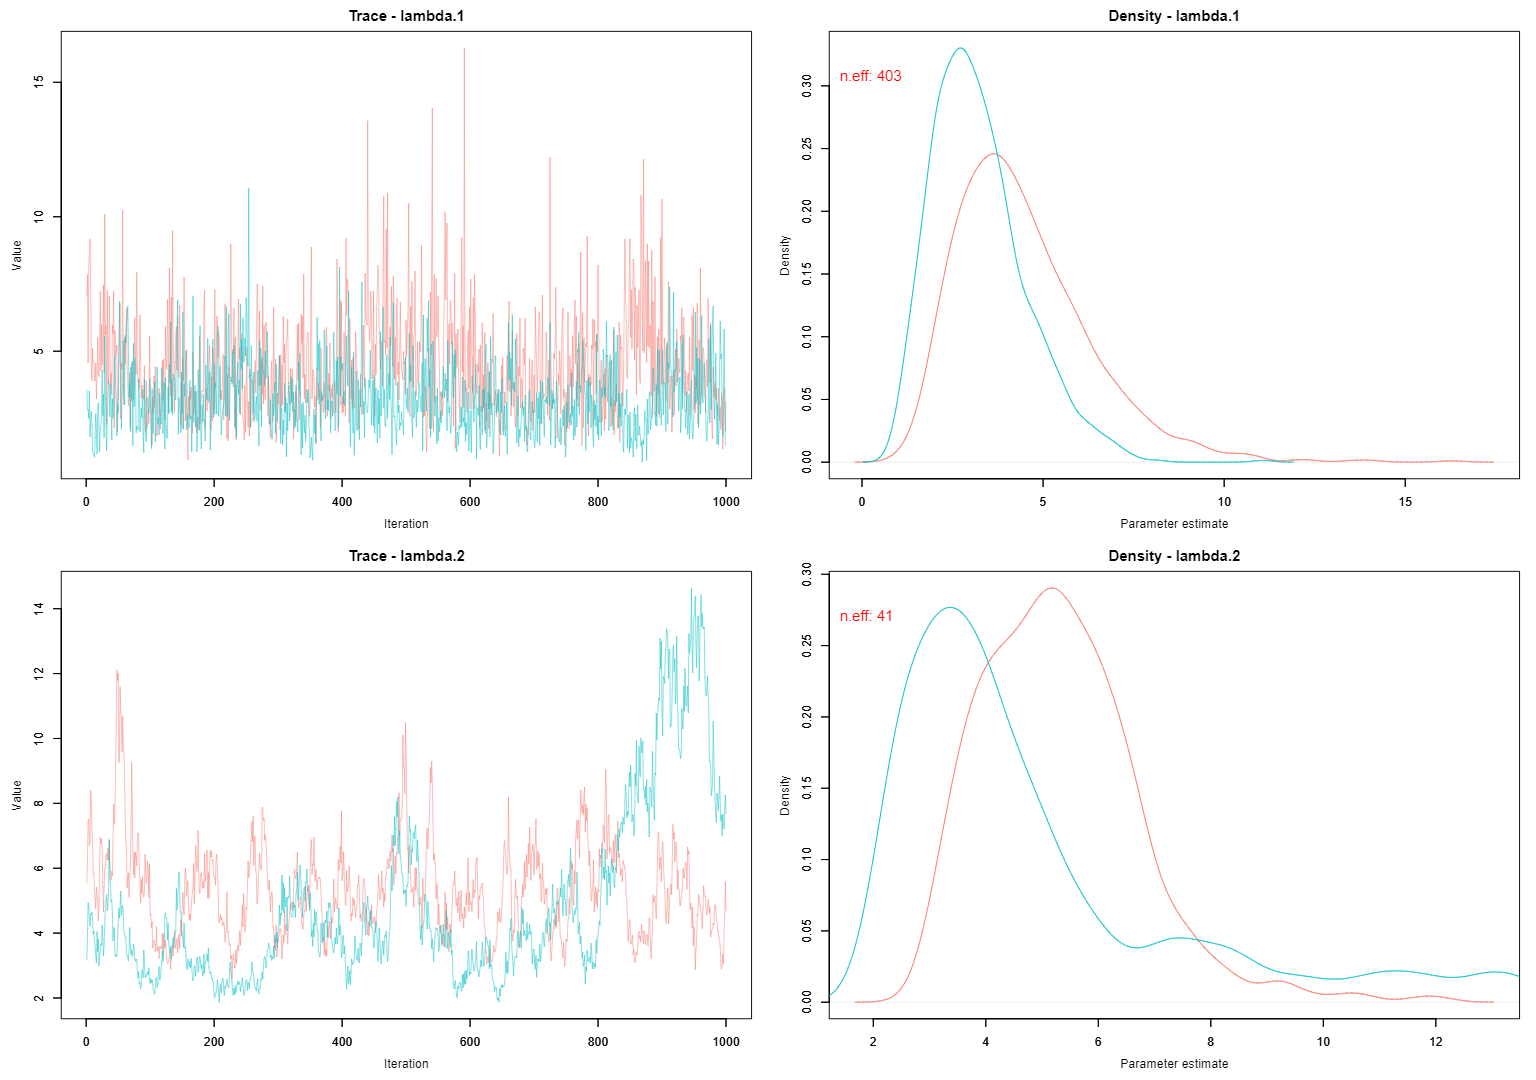 Trace - lambda.1
Value
15
10
5
0 200 400 600 800 1000
Iteration
Density - lambda.1
n.eff: 403
Density
0.30
0.25
0.20
0.15
0.10
0.05
0.00
0 5 10 15
Parameter estimate
Trace - lambda.2
Value
14
12
10
8
6
4
2
0 200 400 600 800 1000
Iteration
Density - lambda.2
n.eff: 41
Density
0.30
0.25
0.20
0.15
0.10
0.05
0.00
2 4 6 8 10 12
Parameter estimate